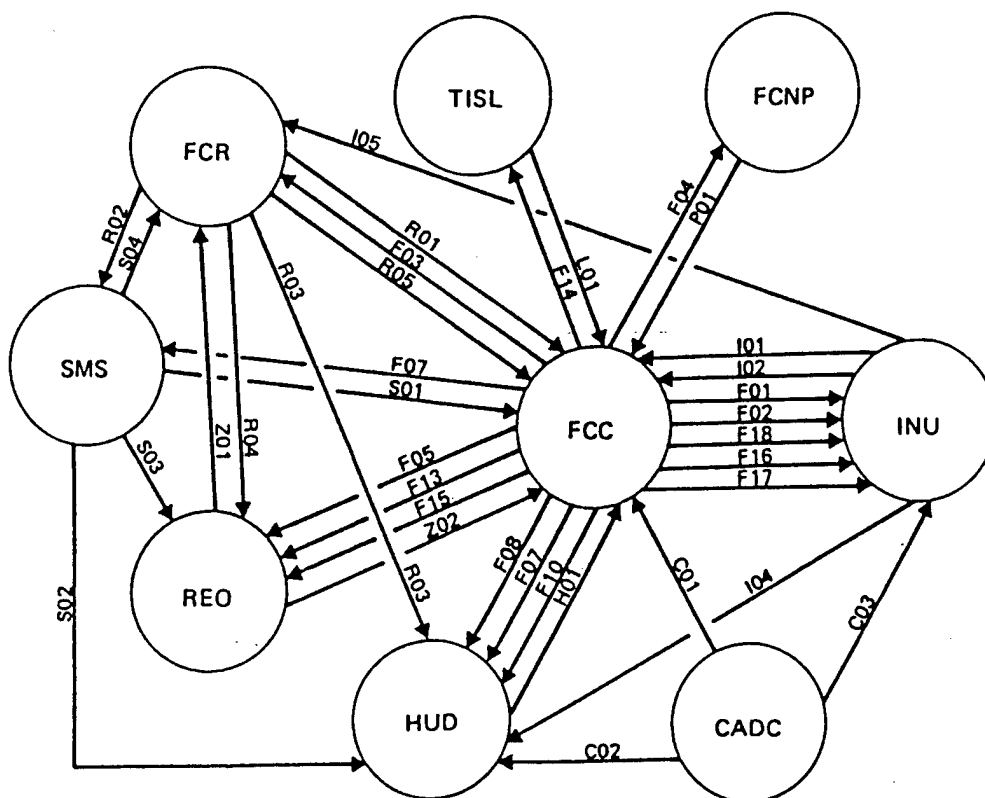 TISL
FCNP
FCR
I05
R02
S04
R01
F03
R05
F04
P01
L01
F14
R03
SMS
F07
S01
FCC
I01
I02
F01
F02
F18
F16
F17
INU
S03
Z01
R04
F05
F13
F15
Z02
REO
R03
F08
F07
F10
H01
C01
I04
C03
S02
HUD
CADC
C02